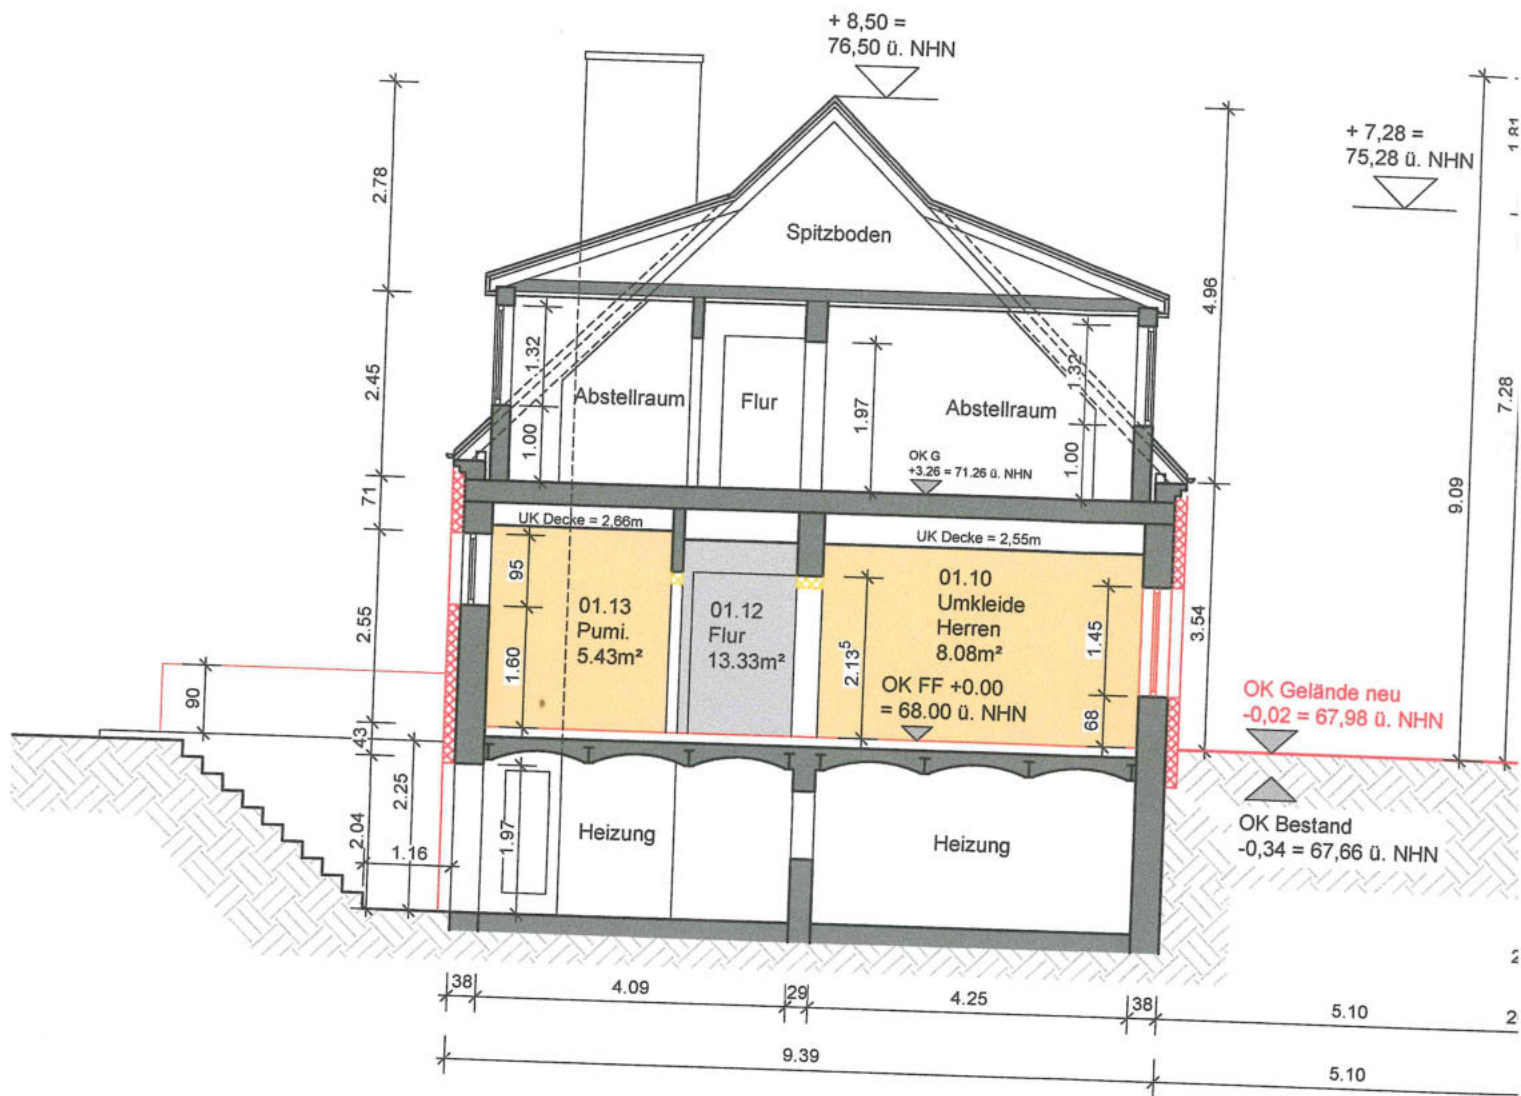 + 8,50 =
76,50 ü. NHN
+ 7,28 =
75,28 ü. NHN
1.81
2.78
Spitzboden
4.96
9.09
7.28
2.45
1.32
Abstellraum
Flur
1.97
Abstellraum
1.32
1.00
1.00
OK G
+3.26 = 71.26 ü. NHN
71
UK Decke = 2,66m
UK Decke = 2,55m
2.55
95
1.60
01.13
Pumi.
5.43m²
01.12
Flur
13.33m²
2.13⁵
01.10
Umkleide
Herren
8.08m²
1.45
68
3.54
OK FF +0.00
= 68.00 ü. NHN
OK Gelände neu
-0,02 = 67,98 ü. NHN
90
43
2.25
2.04
1.16
1.97
Heizung
Heizung
OK Bestand
-0,34 = 67,66 ü. NHN
38
4.09
29
4.25
38
5.10
9.39
5.10